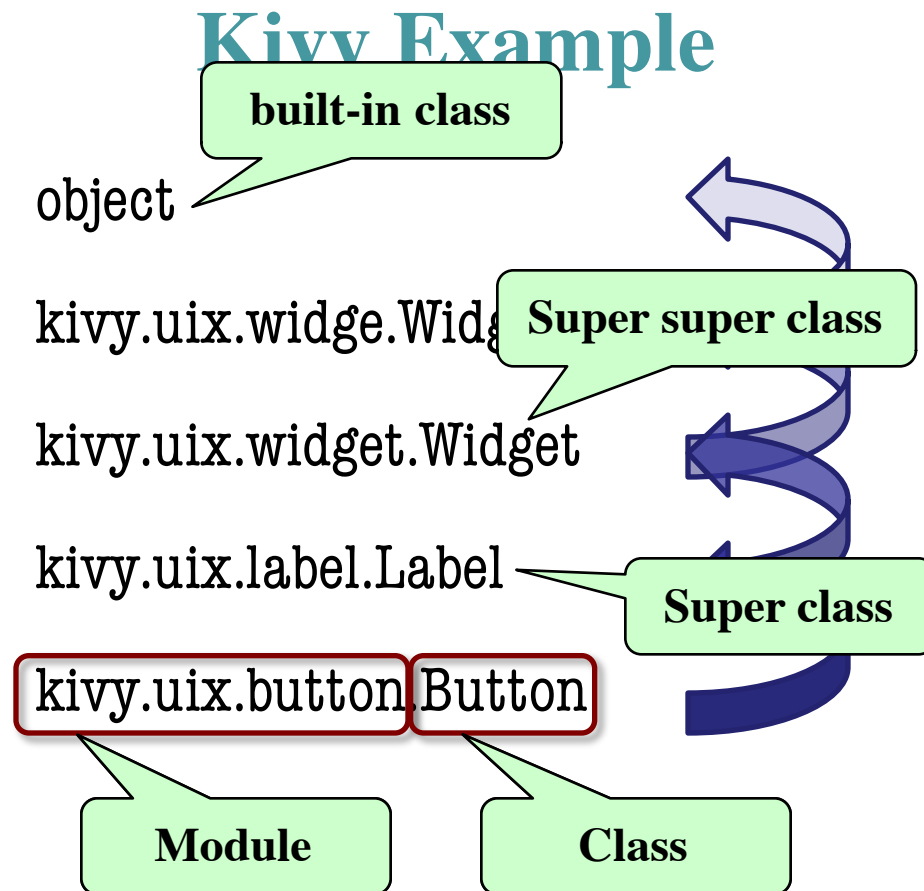 Kivy Example
built-in class
object
kivy.uix.widge.Widg
Super super class
kivy.uix.widget.Widget
kivy.uix.label.Label
Super class
kivy.uix.button.Button
Module
Class